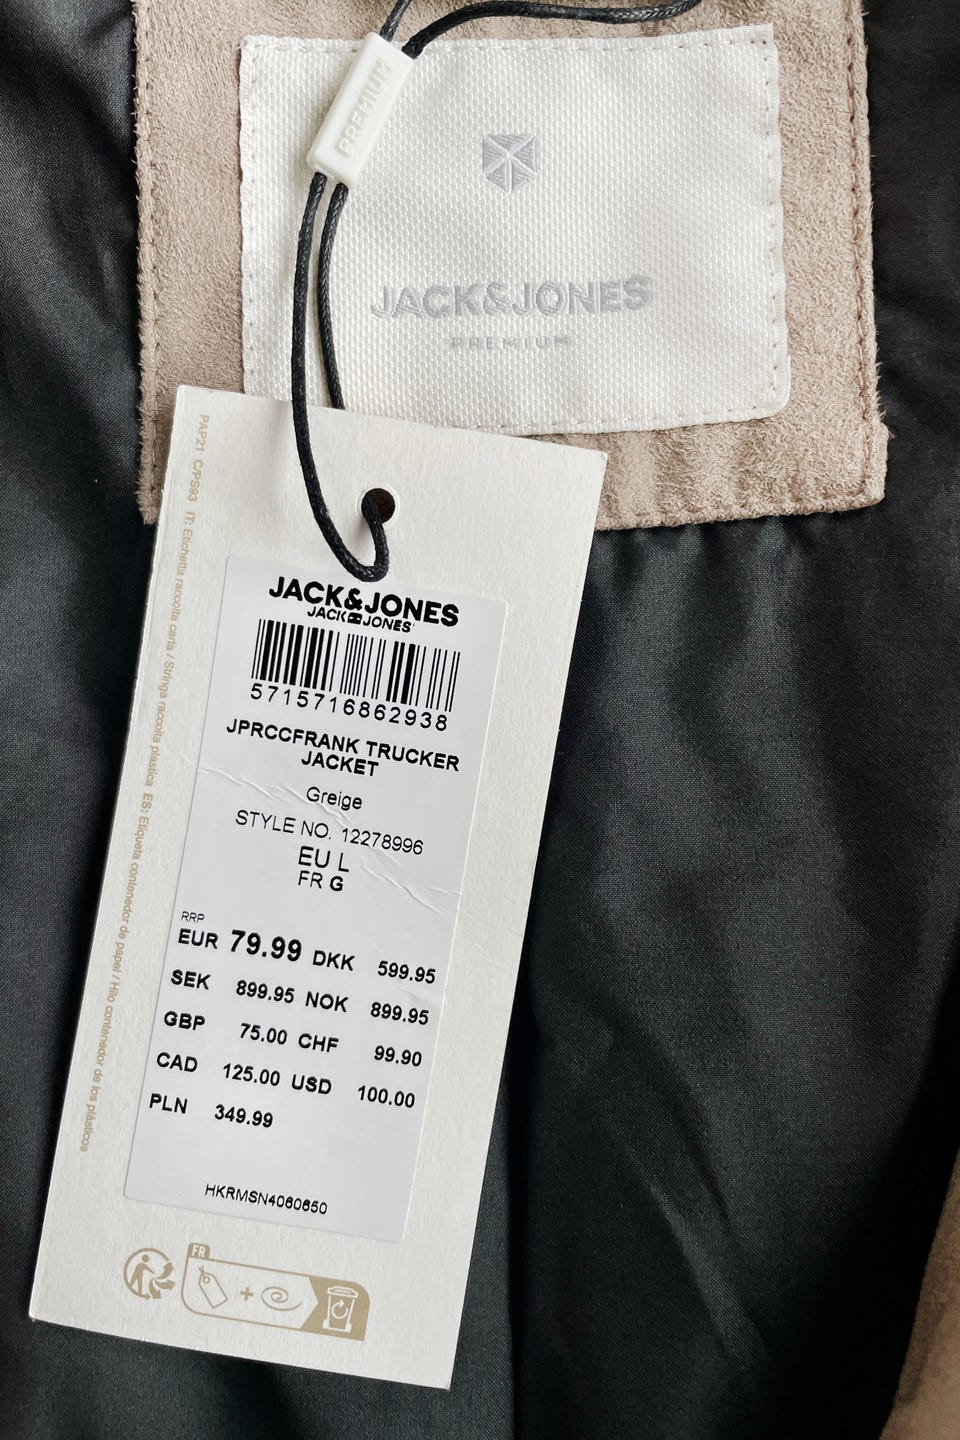 PREMIUM
JACK&JONES
PREMIUM
PAP21 CPS93 IT: Etichetta raccolta carta / Stringa raccolta plastica ES: Etiqueta contenedor de papel / Hilo contenedor de los plásticos
JACK&JONES
JACK JONES
5715716862938
JPRCCFRANK TRUCKER
JACKET
Greige
STYLE NO. 12278996
EU L
FR G
RRP
EUR 79.99 DKK 599.95
SEK 899.95 NOK 899.95
GBP 75.00 CHF 99.90
CAD 125.00 USD 100.00
PLN 349.99
HKRMSN4060650
FR